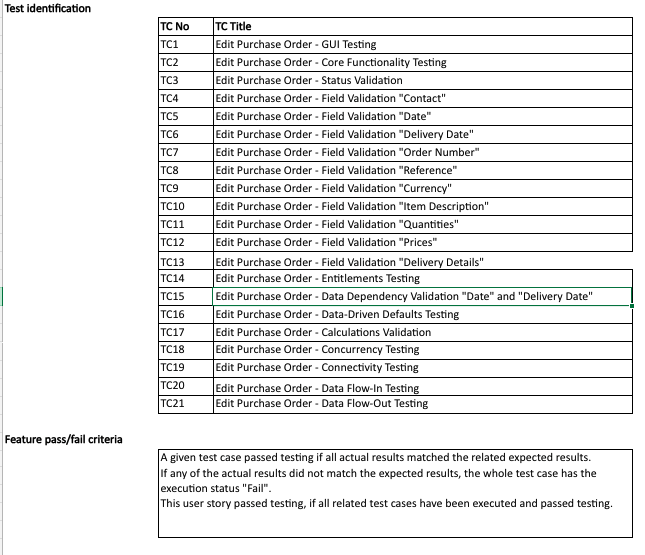 Test identification
TC No TC Title
TC1 Edit Purchase Order - GUI Testing
TC2 Edit Purchase Order - Core Functionality Testing
TC3 Edit Purchase Order - Status Validation
TC4 Edit Purchase Order - Field Validation "Contact"
TC5 Edit Purchase Order - Field Validation "Date"
TC6 Edit Purchase Order - Field Validation "Delivery Date"
TC7 Edit Purchase Order - Field Validation "Order Number"
TC8 Edit Purchase Order - Field Validation "Reference"
TC9 Edit Purchase Order - Field Validation "Currency"
TC10 Edit Purchase Order - Field Validation "Item Description"
TC11 Edit Purchase Order - Field Validation "Quantities"
TC12 Edit Purchase Order - Field Validation "Prices"
TC13 Edit Purchase Order - Field Validation "Delivery Details"
TC14 Edit Purchase Order - Entitlements Testing
TC15 Edit Purchase Order - Data Dependency Validation "Date" and "Delivery Date"
TC16 Edit Purchase Order - Data-Driven Defaults Testing
TC17 Edit Purchase Order - Calculations Validation
TC18 Edit Purchase Order - Concurrency Testing
TC19 Edit Purchase Order - Connectivity Testing
TC20 Edit Purchase Order - Data Flow-In Testing
TC21 Edit Purchase Order - Data Flow-Out Testing
Feature pass/fail criteria
A given test case passed testing if all actual results matched the related expected results.
If any of the actual results did not match the expected results, the whole test case has the
execution status "Fail".
This user story passed testing, if all related test cases have been executed and passed testing.